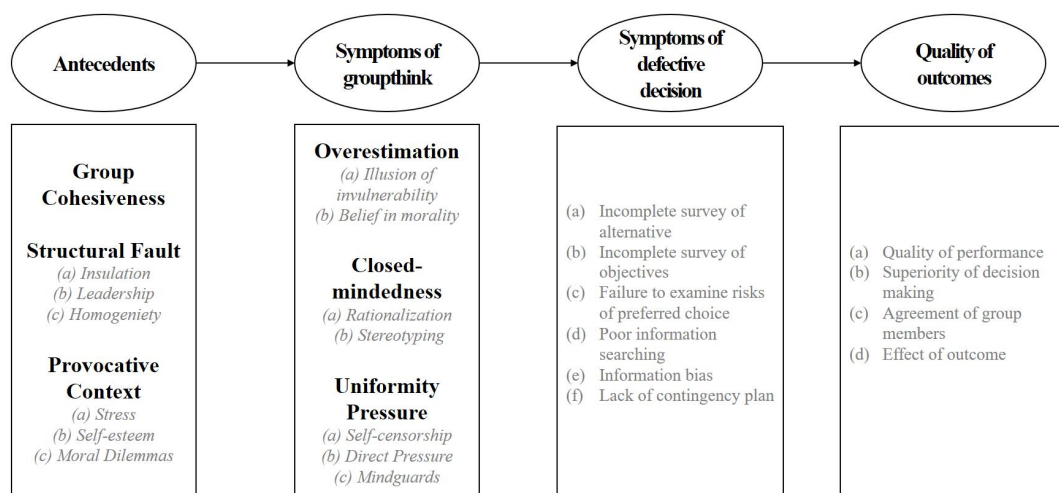 Antecedents
Symptoms of
groupthink
Symptoms of
defective
decision
Quality of
outcomes
Group
Cohesiveness
Structural Fault
(a) Insulation
(b) Leadership
(c) Homogeniety
Provocative
Context
(a) Stress
(b) Self-esteem
(c) Moral Dilemmas
Overestimation
(a) Illusion of
invulnerability
(b) Belief in morality
Closed-
mindedness
(a) Rationalization
(b) Stereotyping
Uniformity
Pressure
(a) Self-censorship
(b) Direct Pressure
(c) Mindguards
(a) Incomplete survey of
alternative
(b) Incomplete survey of
objectives
(c) Failure to examine risks
of preferred choice
(d) Poor information
searching
(e) Information bias
(f) Lack of contingency plan
(a) Quality of performance
(b) Superiority of decision
making
(c) Agreement of group
members
(d) Effect of outcome